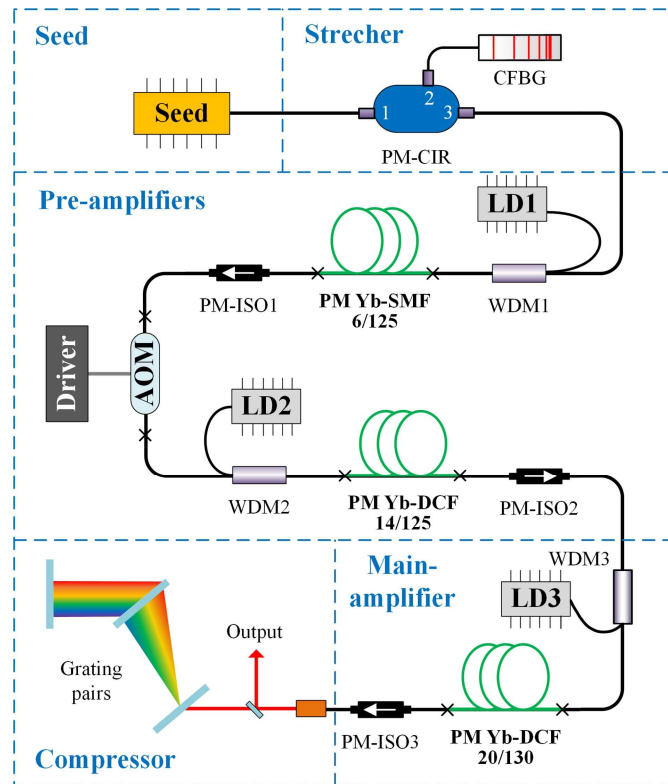 Seed
Strecher
CFBG
Seed
1
2
3
PM-CIR
Pre-amplifiers
LD1
PM-ISO1
PM Yb-SMF
6/125
WDM1
Driver
AOM
LD2
WDM2
PM Yb-DCF
14/125
PM-ISO2
Main-
amplifier
WDM3
LD3
Output
Grating
pairs
Compressor
PM-ISO3
PM Yb-DCF
20/130